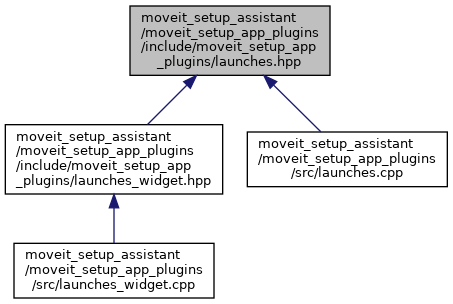 moveit_setup_assistant
/moveit_setup_app_plugins
/include/moveit_setup_app
_plugins/launches.hpp
moveit_setup_assistant
/moveit_setup_app_plugins
/include/moveit_setup_app
_plugins/launches_widget.hpp
moveit_setup_assistant
/moveit_setup_app_plugins
/src/launches.cpp
moveit_setup_assistant
/moveit_setup_app_plugins
/src/launches_widget.cpp